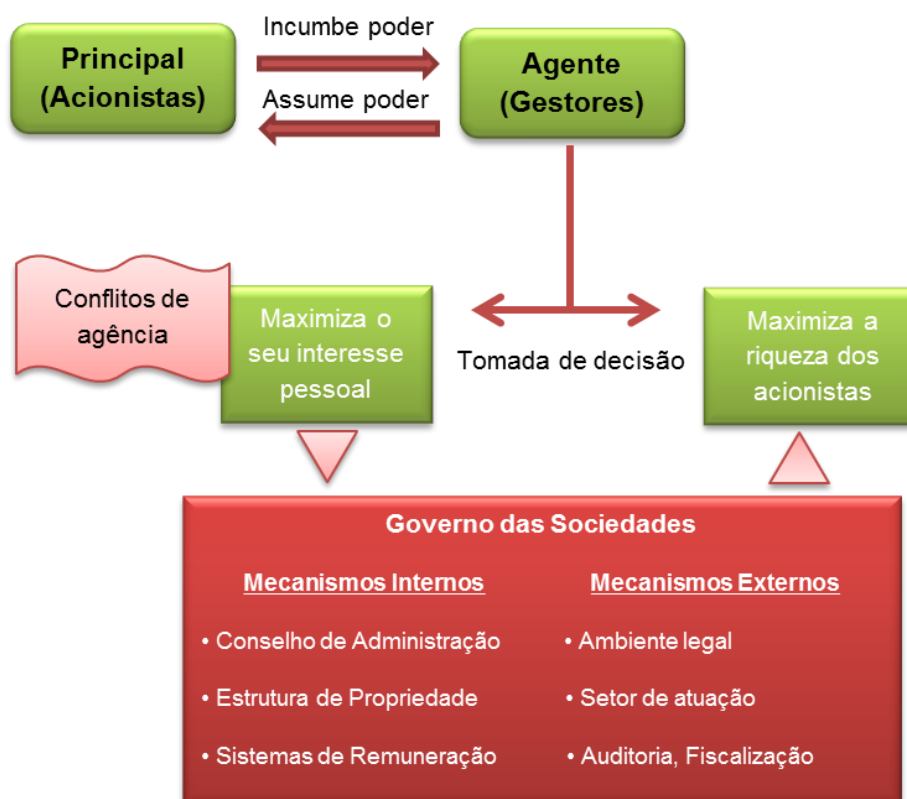 Incumbe poder
Principal
(Acionistas)
Agente
(Gestores)
Assume poder
Conflitos de
agência
Maximiza o
seu interesse
pessoal
Tomada de decisão
Maximiza a
riqueza dos
acionistas
Governo das Sociedades
Mecanismos Internos
• Conselho de Administração
• Estrutura de Propriedade
• Sistemas de Remuneração
Mecanismos Externos
• Ambiente legal
• Setor de atuação
• Auditoria, Fiscalização